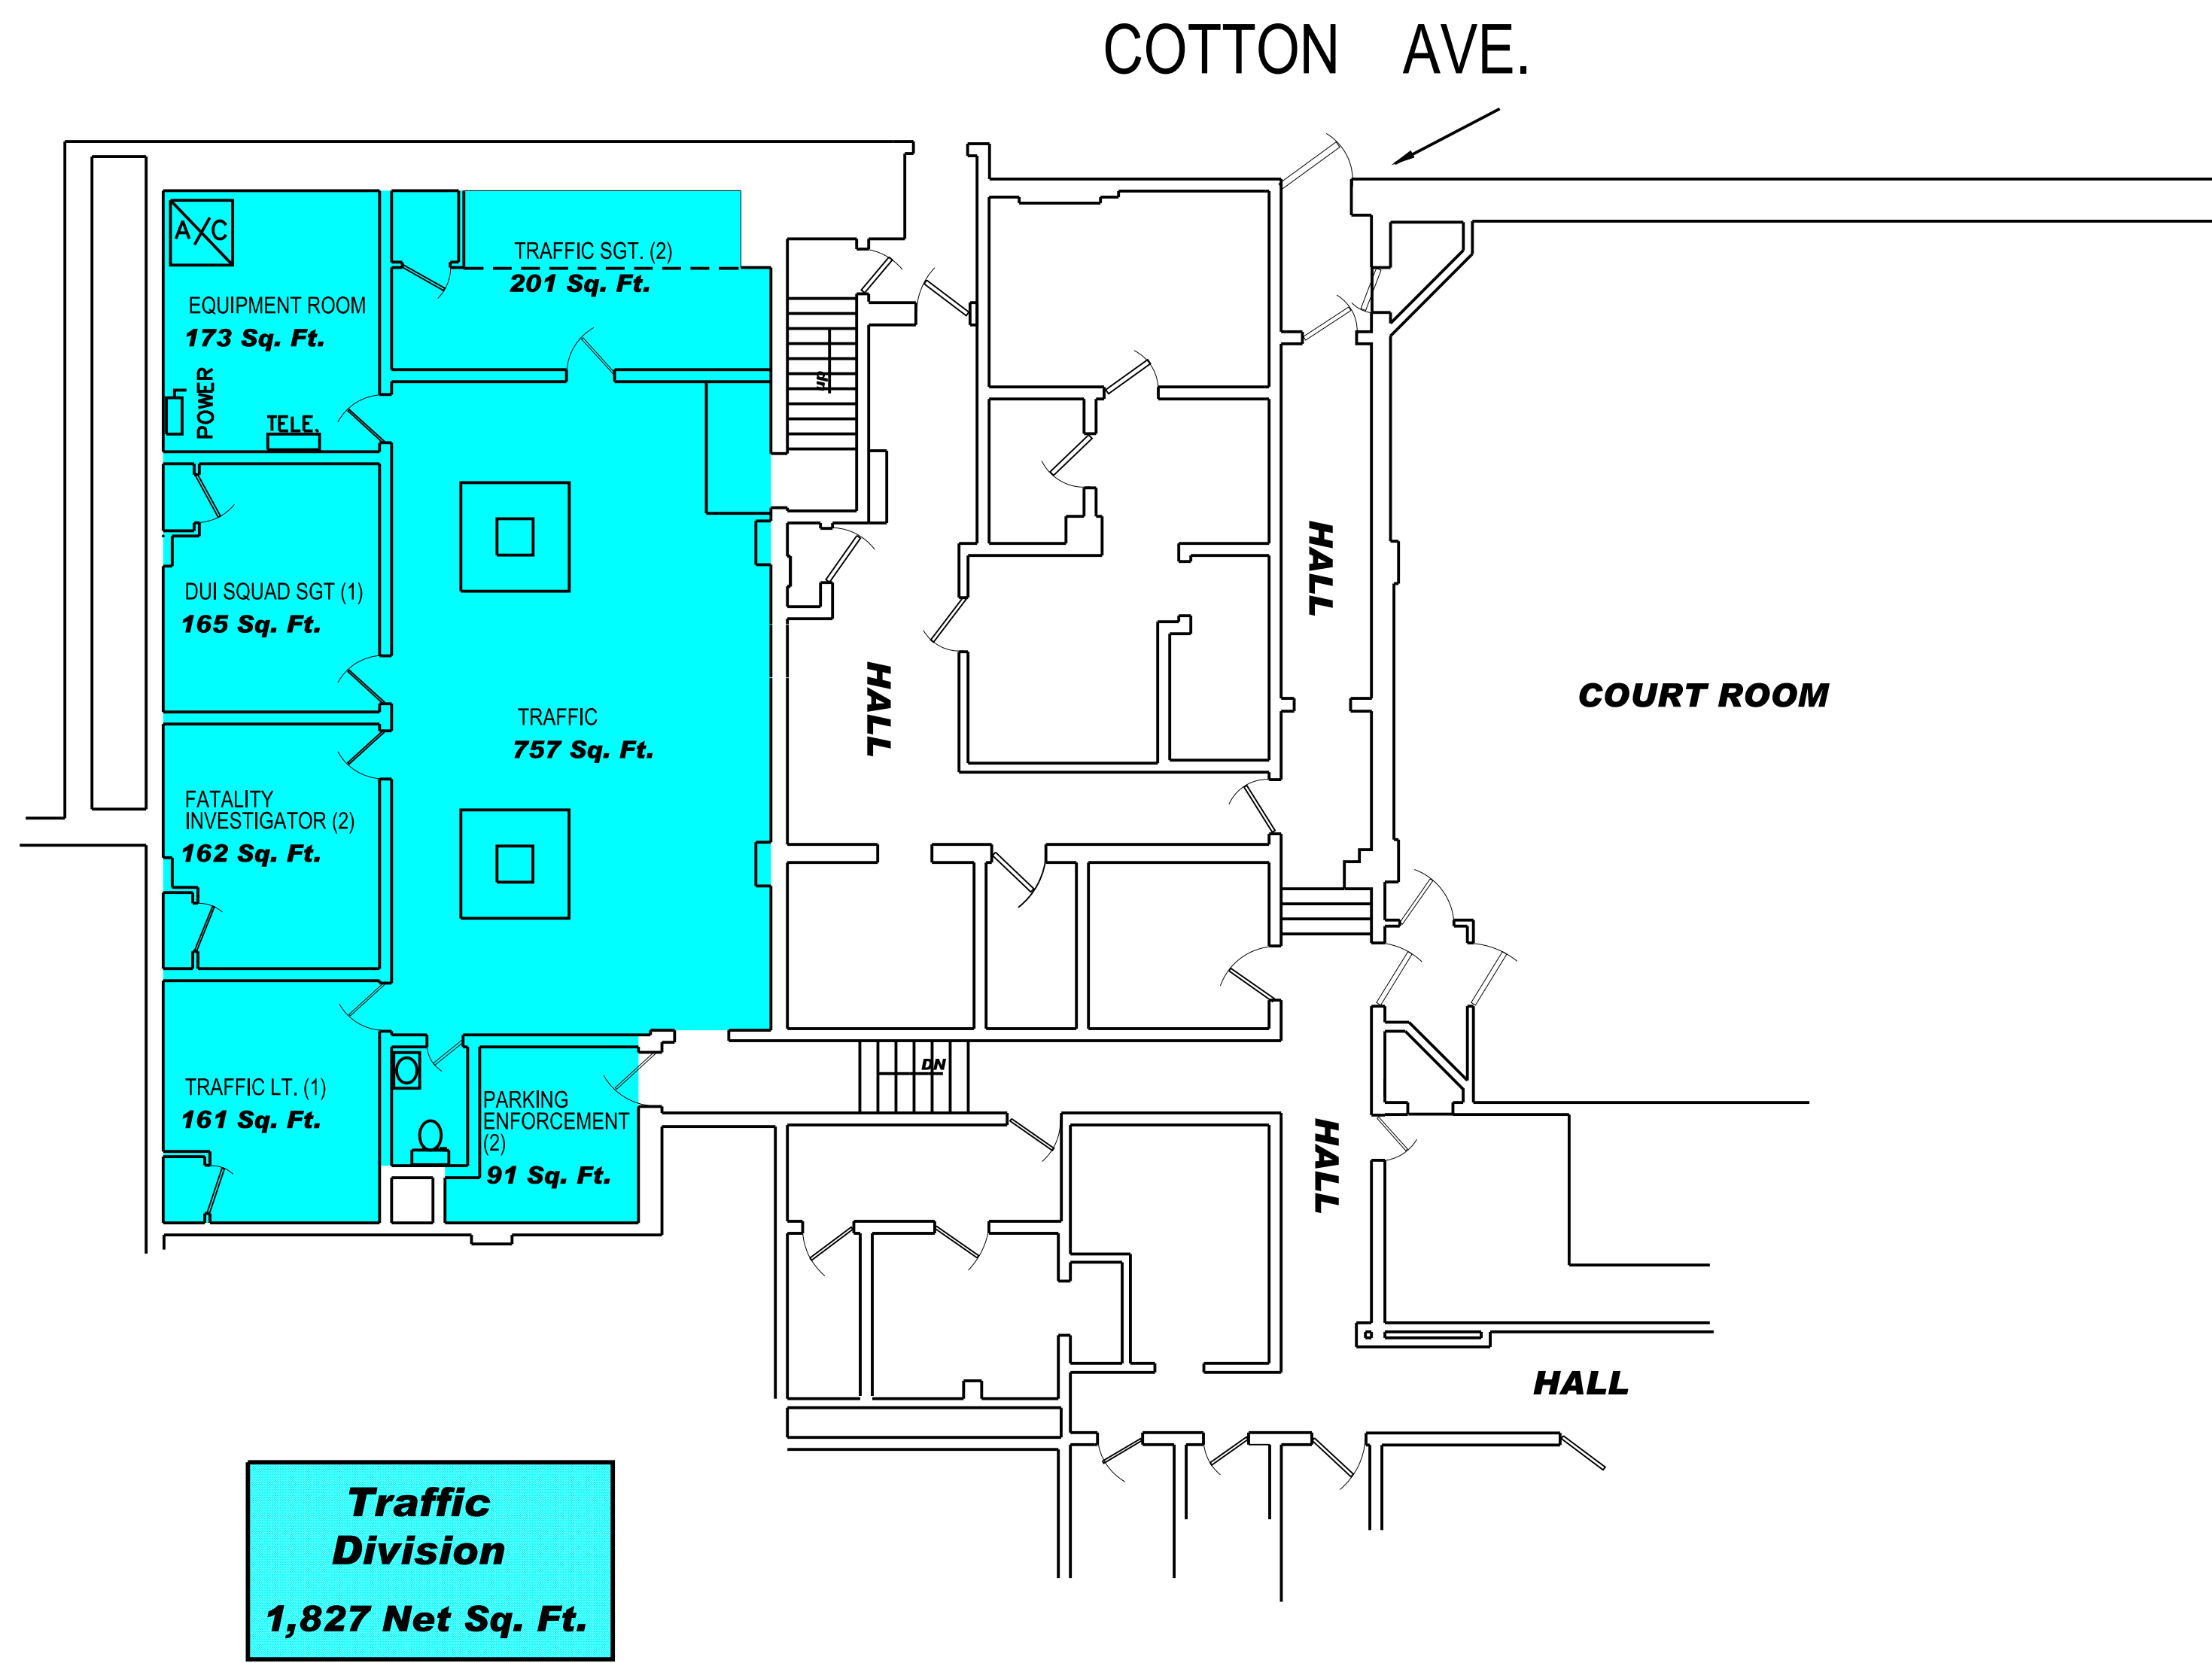 COTTON AVE.
A/C
TRAFFIC SGT. (2)
201 Sq. Ft.
EQUIPMENT ROOM
173 Sq. Ft.
POWER
TELE.
UP
DUI SQUAD SGT (1)
165 Sq. Ft.
HALL
HALL
COURT ROOM
TRAFFIC
757 Sq. Ft.
FATALITY
INVESTIGATOR (2)
162 Sq. Ft.
TRAFFIC LT. (1)
161 Sq. Ft.
PARKING
ENFORCEMENT
(2)
91 Sq. Ft.
DN
HALL
HALL
Traffic
Division
1,827 Net Sq. Ft.